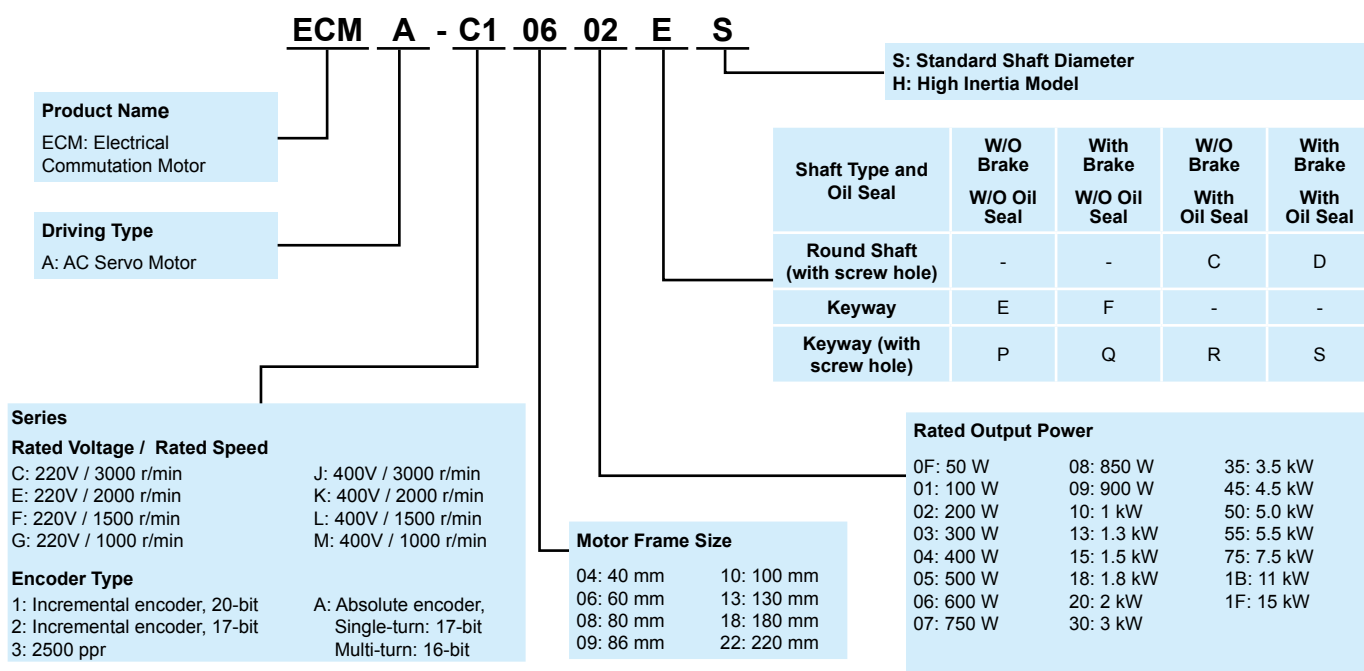 ECM A - C1 06 02 E S
S: Standard Shaft Diameter
H: High Inertia Model
Product Name
ECM: Electrical
Commutation Motor
Driving Type
A: AC Servo Motor
Shaft Type and
Oil Seal
W/O
Brake
W/O Oil
Seal
With
Brake
W/O Oil
Seal
W/O
Brake
With
Oil Seal
With
Brake
With
Oil Seal
Round Shaft
(with screw hole)
- - C D
Keyway E F - -
Keyway (with
screw hole)
P Q R S
Series
Rated Voltage / Rated Speed
C: 220V / 3000 r/min
E: 220V / 2000 r/min
F: 220V / 1500 r/min
G: 220V / 1000 r/min
J: 400V / 3000 r/min
K: 400V / 2000 r/min
L: 400V / 1500 r/min
M: 400V / 1000 r/min
Encoder Type
1: Incremental encoder, 20-bit
2: Incremental encoder, 17-bit
3: 2500 ppr
A: Absolute encoder,
Single-turn: 17-bit
Multi-turn: 16-bit
Motor Frame Size
04: 40 mm
06: 60 mm
08: 80 mm
09: 86 mm
10: 100 mm
13: 130 mm
18: 180 mm
22: 220 mm
Rated Output Power
0F: 50 W
01: 100 W
02: 200 W
03: 300 W
04: 400 W
05: 500 W
06: 600 W
07: 750 W
08: 850 W
09: 900 W
10: 1 kW
13: 1.3 kW
15: 1.5 kW
18: 1.8 kW
20: 2 kW
30: 3 kW
35: 3.5 kW
45: 4.5 kW
50: 5.0 kW
55: 5.5 kW
75: 7.5 kW
1B: 11 kW
1F: 15 kW